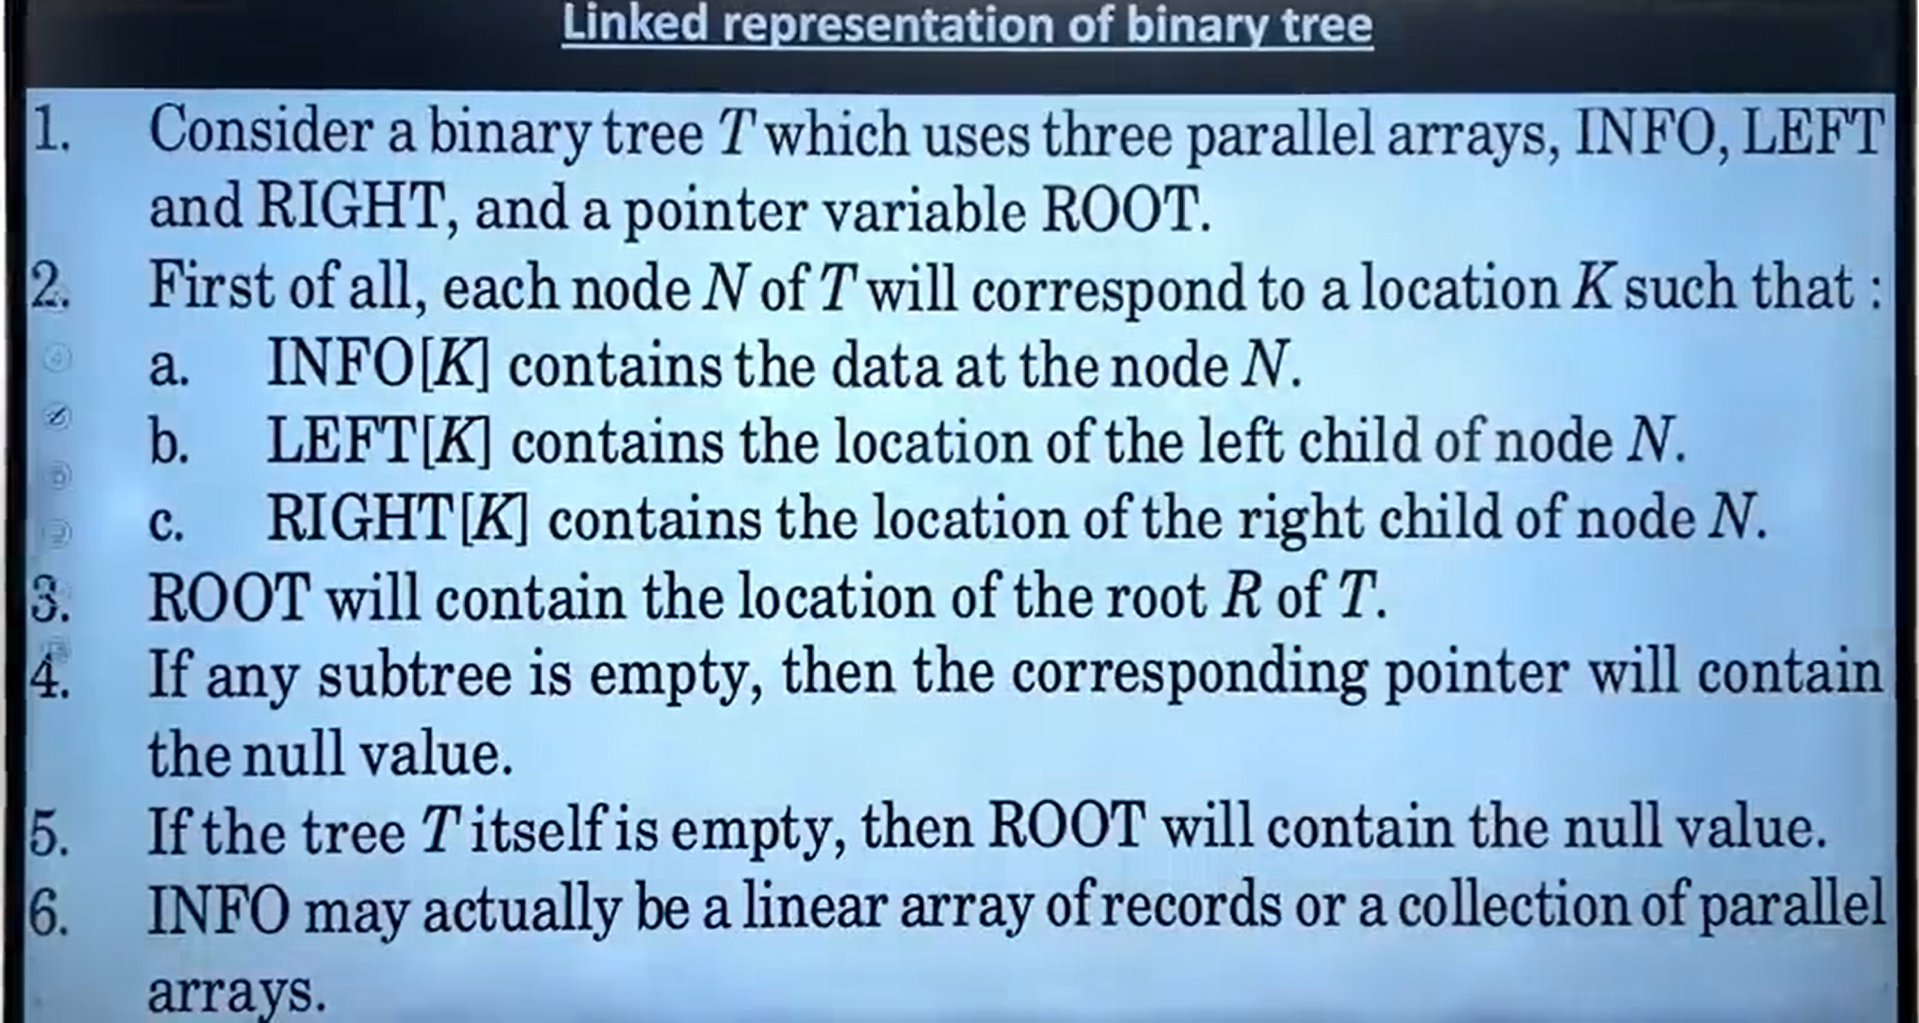 Linked representation of binary tree
1. Consider a binary tree T which uses three parallel arrays, INFO, LEFT
and RIGHT, and a pointer variable ROOT.
2. First of all, each node N of T will correspond to a location K such that :
a. INFO[K] contains the data at the node N.
b. LEFT[K] contains the location of the left child of node N.
c. RIGHT[K] contains the location of the right child of node N.
3. ROOT will contain the location of the root R of T.
4. If any subtree is empty, then the corresponding pointer will contain
the null value.
5. If the tree T itself is empty, then ROOT will contain the null value.
6. INFO may actually be a linear array of records or a collection of parallel
arrays.